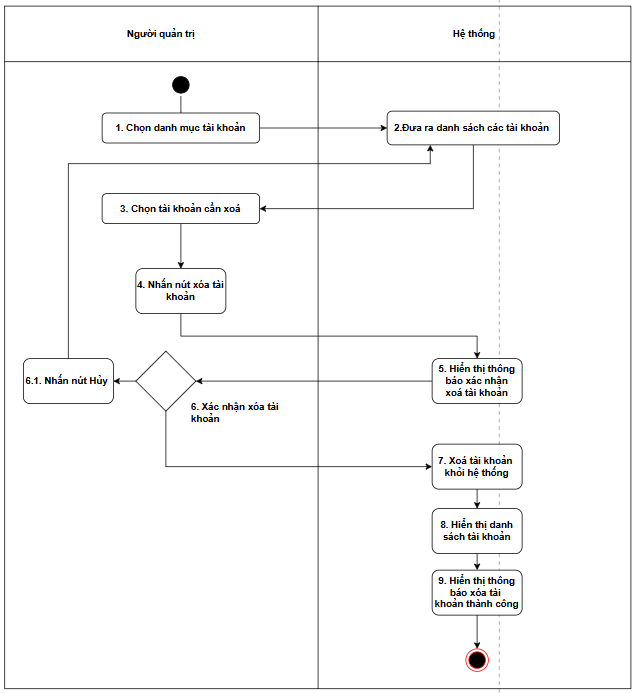 Người quản trị
Hệ thống
1. Chọn danh mục tài khoản
2.Đưa ra danh sách các tài khoản
3. Chọn tài khoản cần xoá
4. Nhấn nút xóa tài
khoản
5. Hiển thị thông
báo xác nhận
xoá tài khoản
6.1. Nhấn nút Hủy
6. Xác nhận xóa tài
khoản
7. Xoá tài khoản
khỏi hệ thống
8. Hiển thị danh
sách tài khoản
9. Hiển thị thông
báo xóa tài
khoản thành công